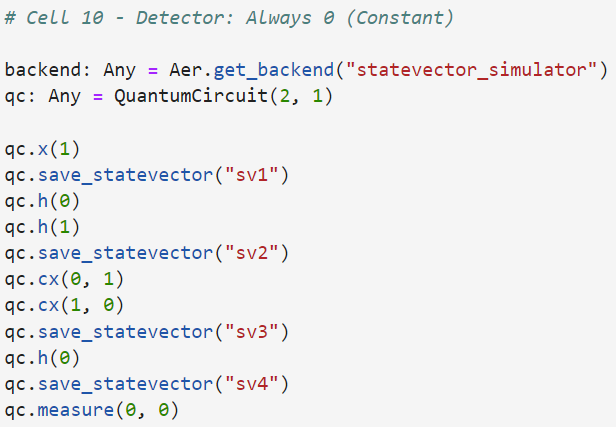 # Cell 10 - Detector: Always 0 (Constant)
backend: Any = Aer.get_backend("statevector_simulator")
qc: Any = QuantumCircuit(2, 1)
qc.x(1)
qc.save_statevector("sv1")
qc.h(0)
qc.h(1)
qc.save_statevector("sv2")
qc.cx(0, 1)
qc.cx(1, 0)
qc.save_statevector("sv3")
qc.h(0)
qc.save_statevector("sv4")
qc.measure(0, 0)